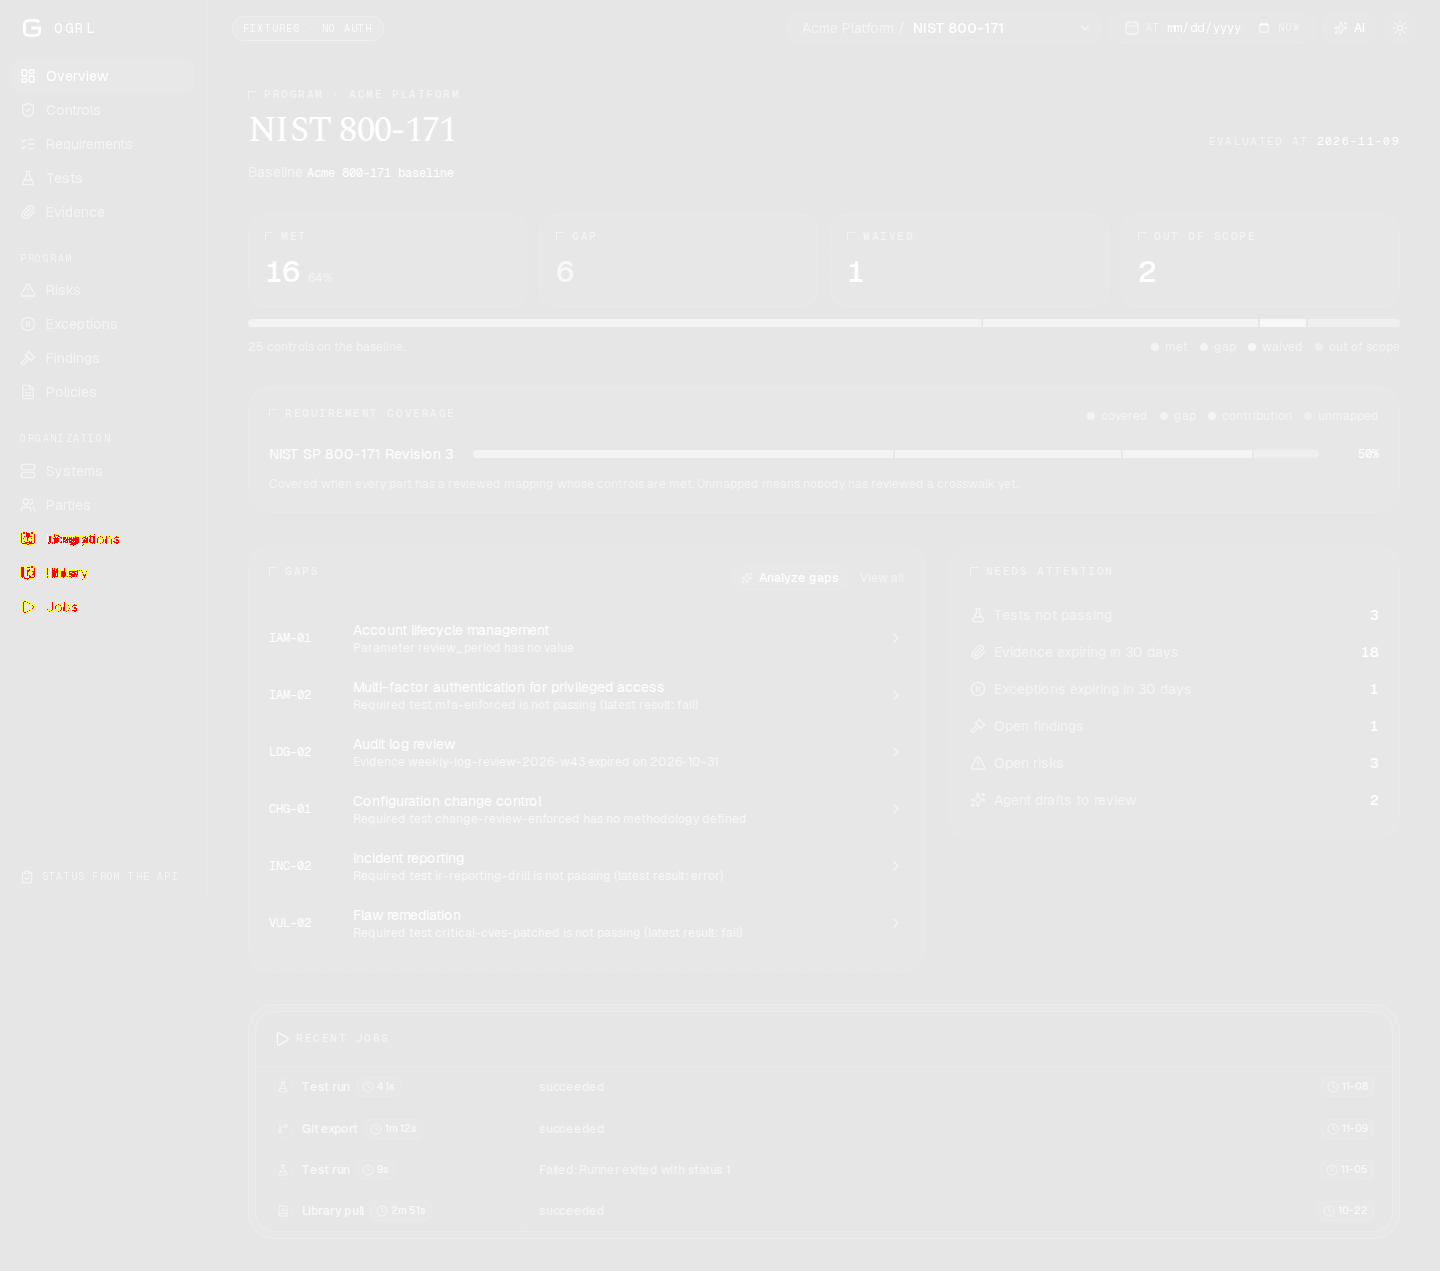 OGRL
FIXTURES NO AUTH
Acme Platform / NIST 800-171
AT mm/dd/yyyy NOW
AI
Overview
Controls
Requirements
Tests
Evidence
PROGRAM
Risks
Exceptions
Findings
Policies
ORGANIZATION
Systems
Parties
Jobs
STATUS FROM THE API
PROGRAM · ACME PLATFORM
NIST 800-171
EVALUATED AT 2026-11-09
Baseline Acme 800-171 baseline
MET
16 64%
GAP
6
WAIVED
1
OUT OF SCOPE
2
25 controls on the baseline.
met gap waived out of scope
REQUIREMENT COVERAGE
covered gap contribution unmapped
NIST SP 800-171 Revision 3
50%
Covered when every part has a reviewed mapping whose controls are met. Unmapped means nobody has reviewed a crosswalk yet.
GAPS
Analyze gaps View all
IAM-01 Account lifecycle management
Parameter review_period has no value
IAM-02 Multi-factor authentication for privileged access
Required test mfa-enforced is not passing (latest result: fail)
LOG-02 Audit log review
Evidence weekly-log-review-2026-w43 expired on 2026-10-31
CHG-01 Configuration change control
Required test change-review-enforced has no methodology defined
INC-02 Incident reporting
Required test ir-reporting-drill is not passing (latest result: error)
VUL-02 Flaw remediation
Required test critical-cves-patched is not passing (latest result: fail)
NEEDS ATTENTION
Tests not passing 3
Evidence expiring in 30 days 18
Exceptions expiring in 30 days 1
Open findings 1
Open risks 3
Agent drafts to review 2
RECENT JOBS
Test run 41s succeeded 11-08
Git export 1m 12s succeeded 11-09
Test run 9s Failed: Runner exited with status 1 11-05
Library pull 2m 51s succeeded 10-22